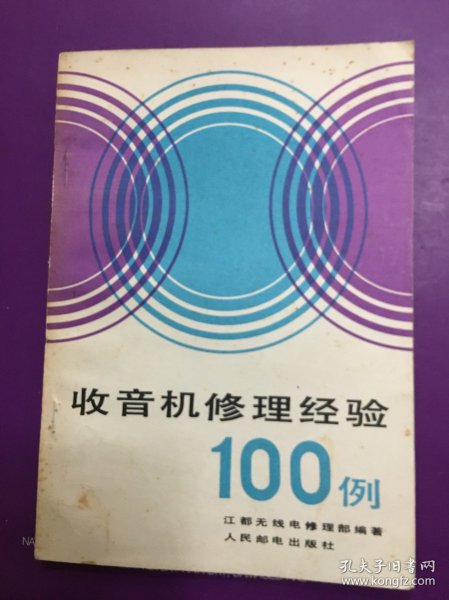 收音机修理经验
100例
江都无线电修理部编著
人民邮电出版社
NA
孔夫子旧书网
www.kongfz.com